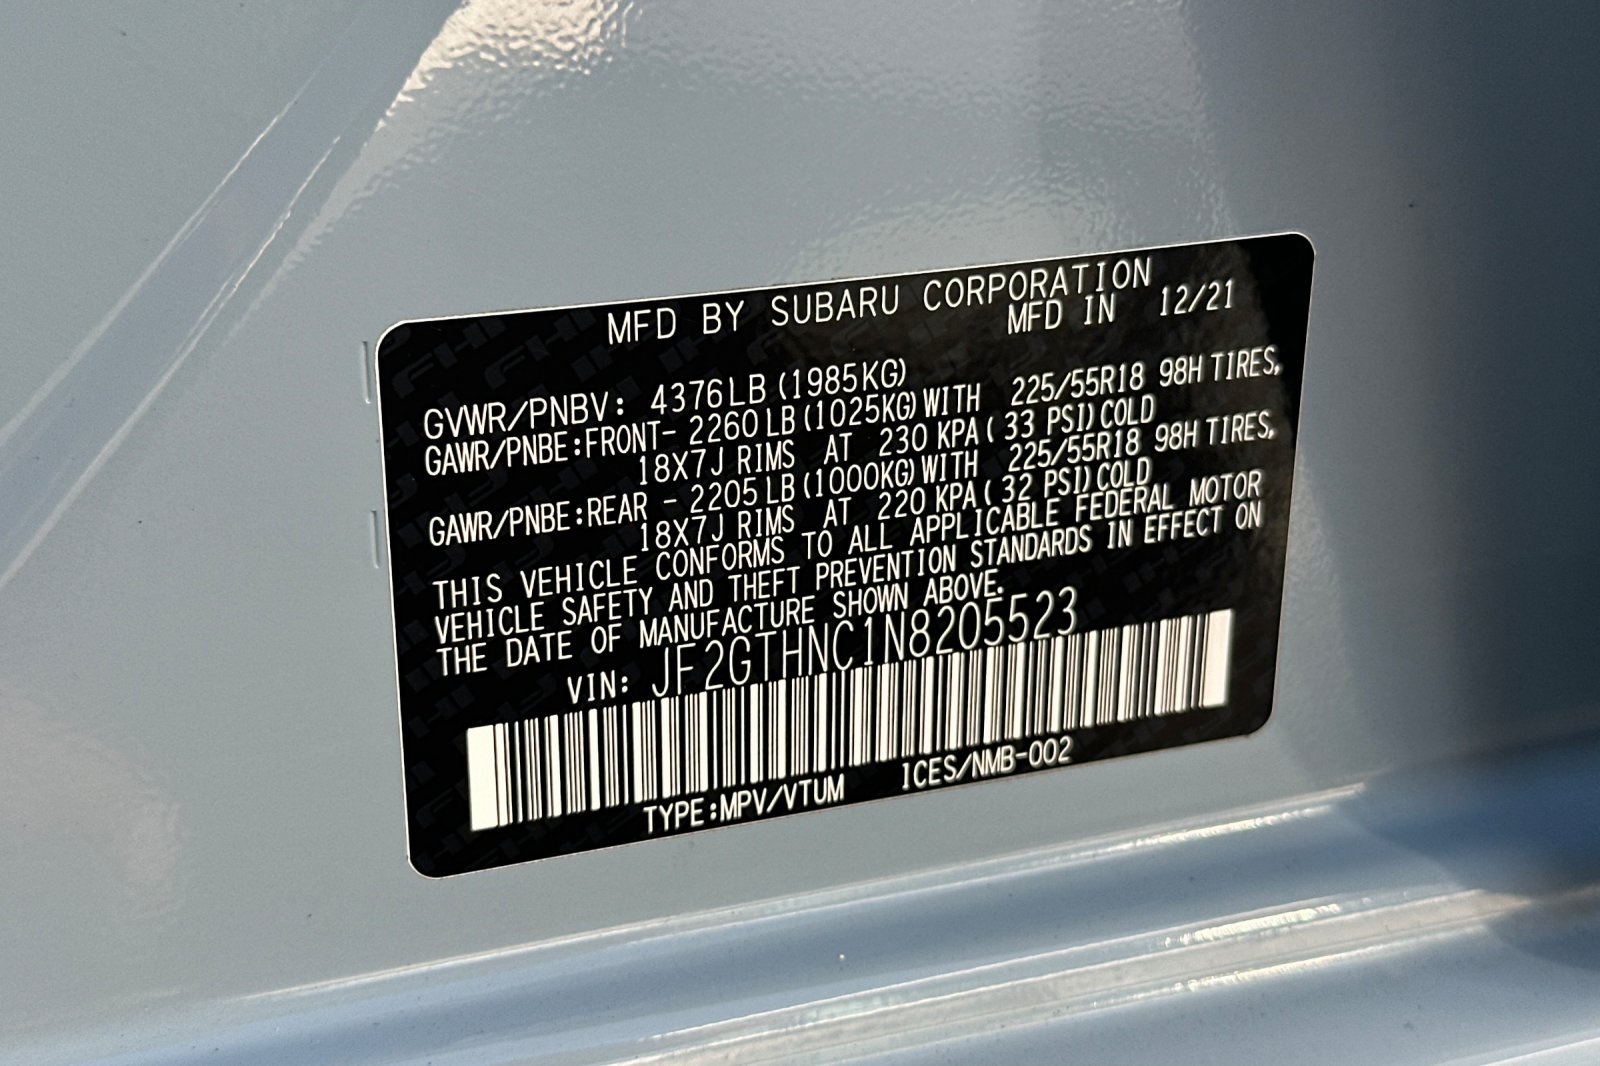 MFD BY SUBARU CORPORATION
MFD IN 12/21
GVWR/PNBV: 4376LB (1985KG)
GAWR/PNBE:FRONT- 2260 LB (1025KG) WITH 225/55R18 98H TIRES,
18X7J RIMS AT 230 KPA ( 33 PSI) COLD
GAWR/PNBE:REAR - 2205 LB (1000KG) WITH 225/55R18 98H TIRES,
18X7J RIMS AT 220 KPA ( 32 PSI) COLD
THIS VEHICLE CONFORMS TO ALL APPLICABLE FEDERAL MOTOR
VEHICLE SAFETY AND THEFT PREVENTION STANDARDS IN EFFECT ON
THE DATE OF MANUFACTURE SHOWN ABOVE.
VIN: JF2GTHNC1N8205523
TYPE:MPV/VTUM ICES/NMB-002